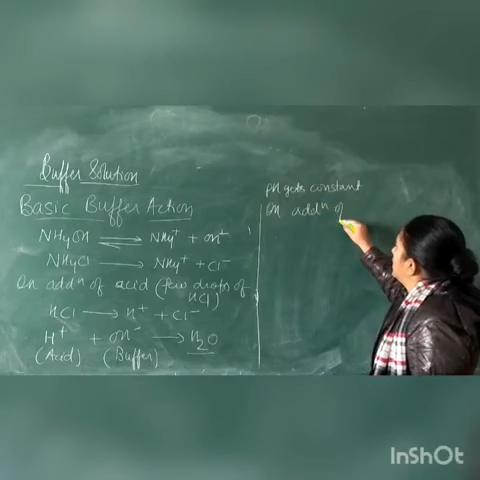 Buffer Solution
Basic Buffer Action
NH4OH ⇌ NH4+ + OH-
NH4Cl → NH4+ + Cl-
On addn of acid (few drops of HCl)
HCl → H+ + Cl-
H+ + OH- → H2O
(Acid) (Buffer)
pH gets constant
On addn of
InShOt